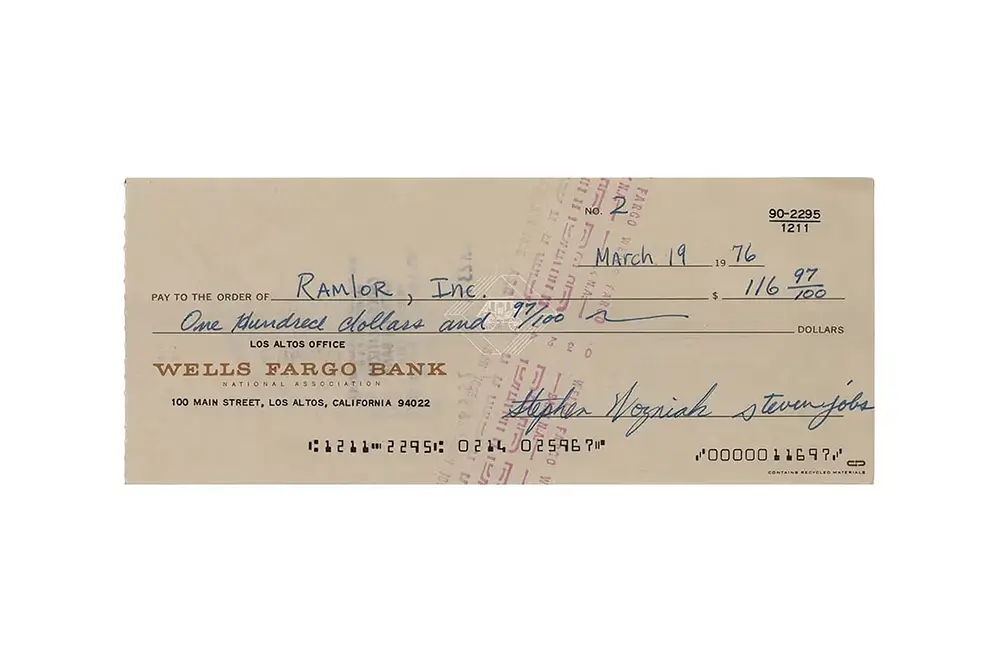 NO. 2
90-2295
1211
March 19 1976
PAY TO THE ORDER OF Ramlor, Inc. $ 116 97/100
One Hundred dollars and 97/100 DOLLARS
LOS ALTOS OFFICE
WELLS FARGO BANK
NATIONAL ASSOCIATION
100 MAIN STREET, LOS ALTOS, CALIFORNIA 94022
Stephen Wozniak steven jobs
⑆1211⑉2295⑆ 0214 025967⑈ ⑇0000011697⑇
CONTAINS RECYCLED MATERIALS